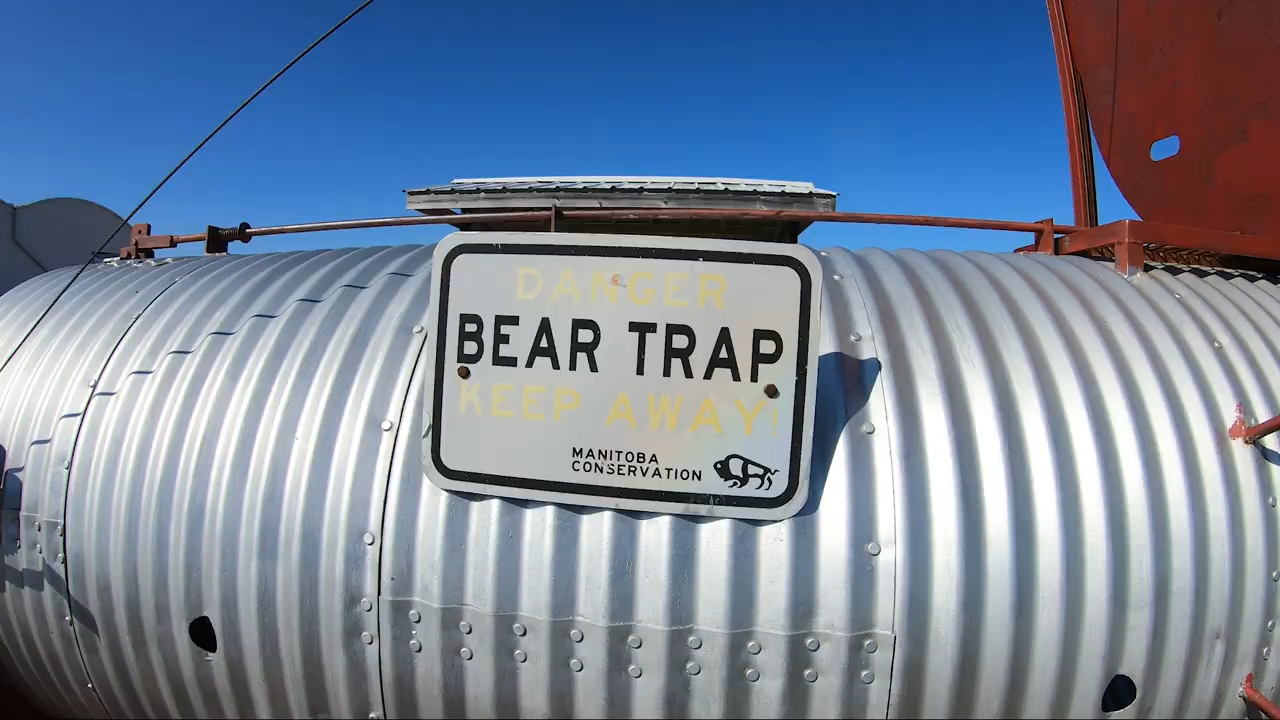 DANGER
BEAR TRAP
KEEP AWAY!
MANITOBA
CONSERVATION